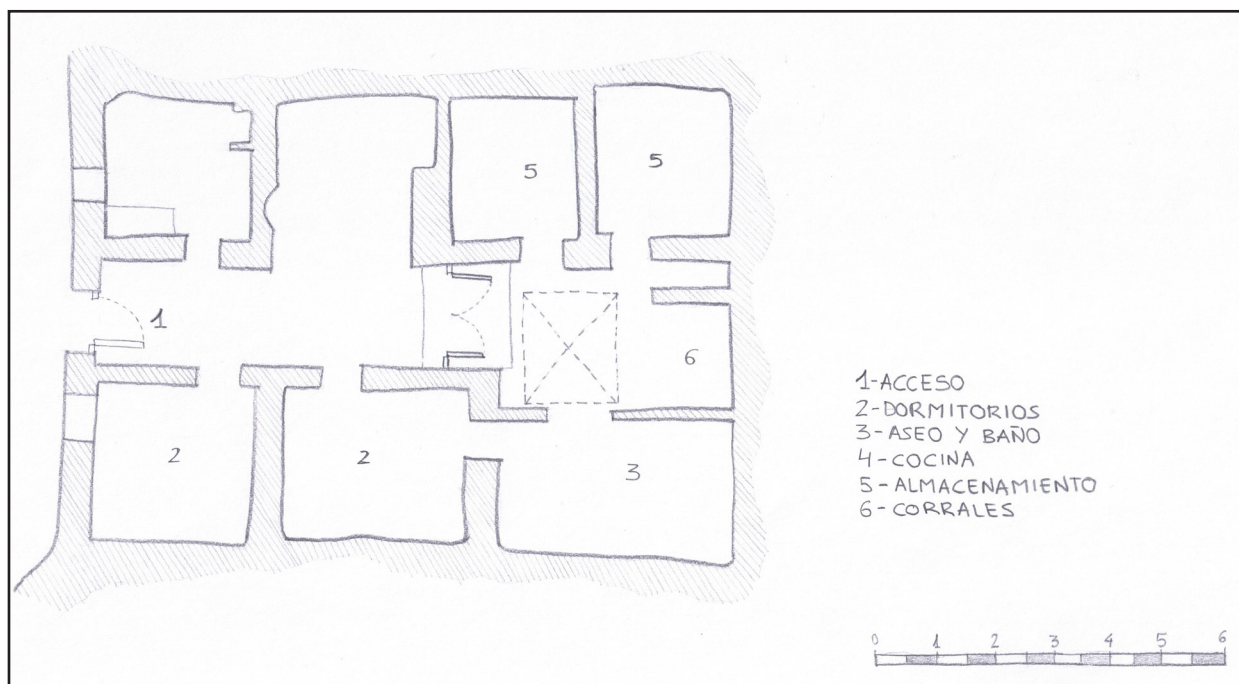 5
5
1
6
2
2
3
1-ACCESO
2-DORMITORIOS
3-ASEO Y BAÑO
4-COCINA
5-ALMACENAMIENTO
6-CORRALES
0 1 2 3 4 5 6